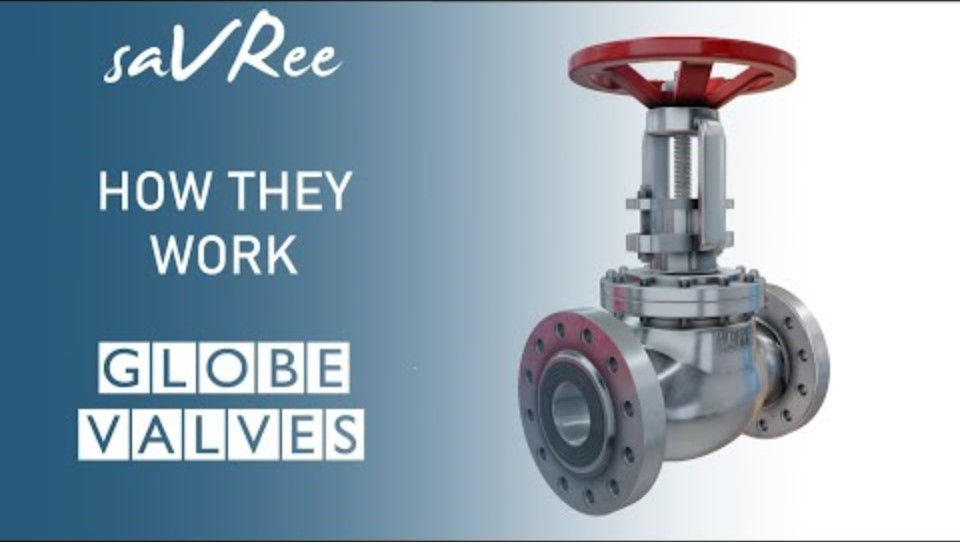 saVRee
HOW THEY
WORK
GLOBE
VALVES